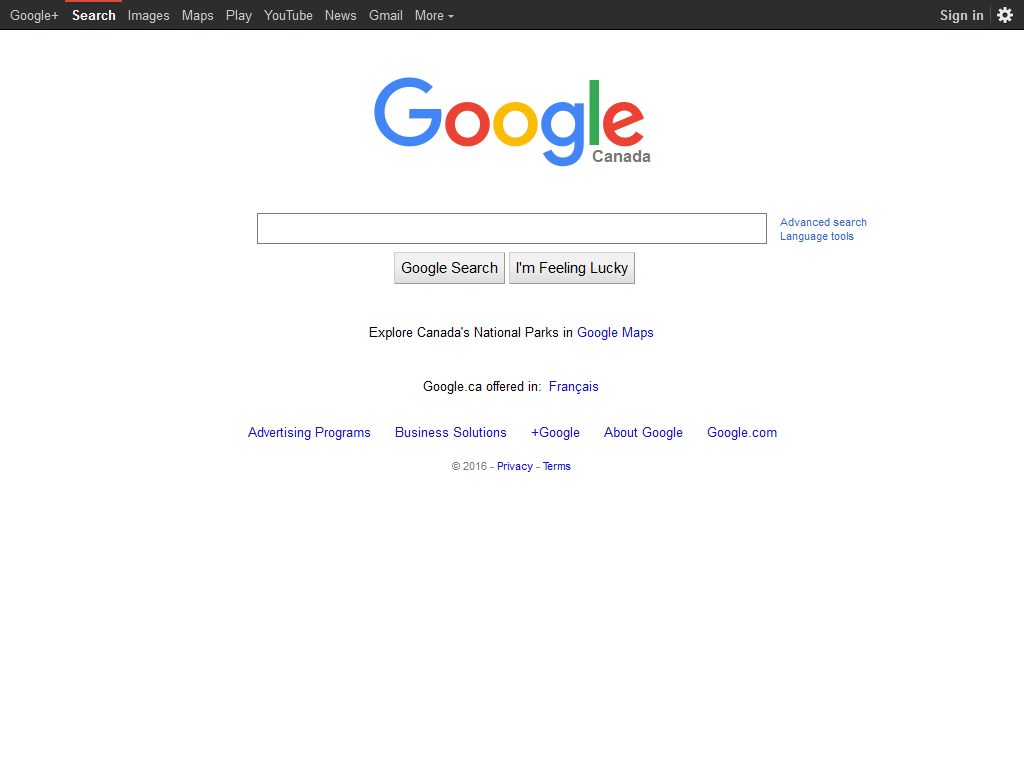 Google+ Search Images Maps Play YouTube News Gmail More Sign in
Google
Canada
Advanced search
Language tools
Google Search I'm Feeling Lucky
Explore Canada's National Parks in Google Maps
Google.ca offered in: Français
Advertising Programs Business Solutions +Google About Google Google.com
© 2016 - Privacy - Terms